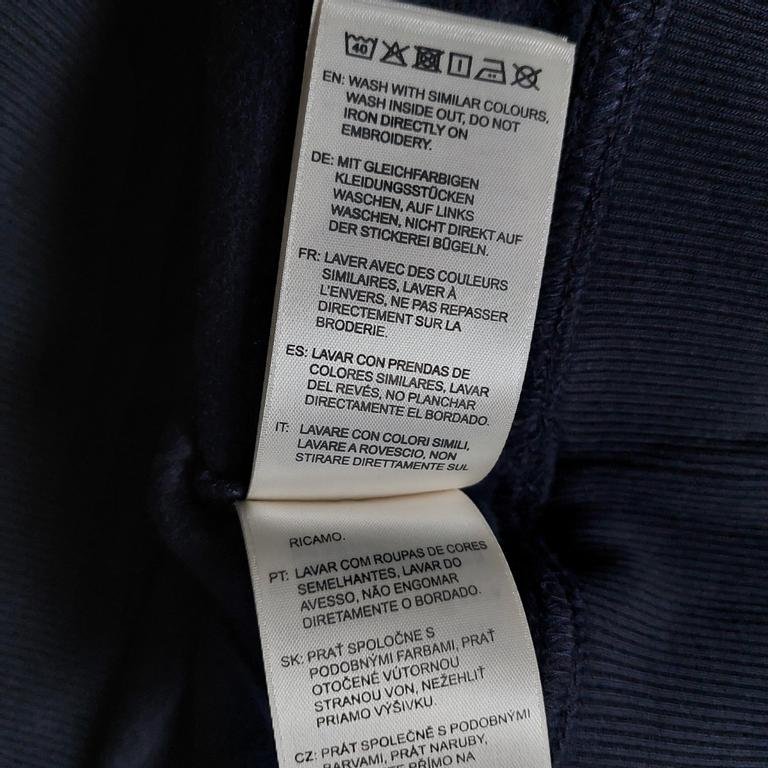 40
EN: WASH WITH SIMILAR COLOURS,
WASH INSIDE OUT, DO NOT
IRON DIRECTLY ON
EMBROIDERY.
DE: MIT GLEICHFARBIGEN
KLEIDUNGSSTÜCKEN
WASCHEN, AUF LINKS
WASCHEN, NICHT DIREKT AUF
DER STICKEREI BÜGELN.
FR: LAVER AVEC DES COULEURS
SIMILAIRES, LAVER À
L'ENVERS, NE PAS REPASSER
DIRECTEMENT SUR LA
BRODERIE.
ES: LAVAR CON PRENDAS DE
COLORES SIMILARES, LAVAR
DEL REVÉS, NO PLANCHAR
DIRECTAMENTE EL BORDADO.
IT: LAVARE CON COLORI SIMILI,
LAVARE A ROVESCIO, NON
STIRARE DIRETTAMENTE SUL
RICAMO.
PT: LAVAR COM ROUPAS DE CORES
SEMELHANTES, LAVAR DO
AVESSO, NÃO ENGOMAR
DIRETAMENTE O BORDADO.
SK: PRAŤ SPOLOČNE S
PODOBNÝMI FARBAMI, PRAŤ
OTOČENÉ VÚTORNOU
STRANOU VON, NEŽEHLIŤ
PRIAMO VÝŠIVKU.
CZ: PRÁT SPOLEČNĚ S PODOBNÝMI
BARVAMI, PRÁT NARUBY,
PŘÍMO NA